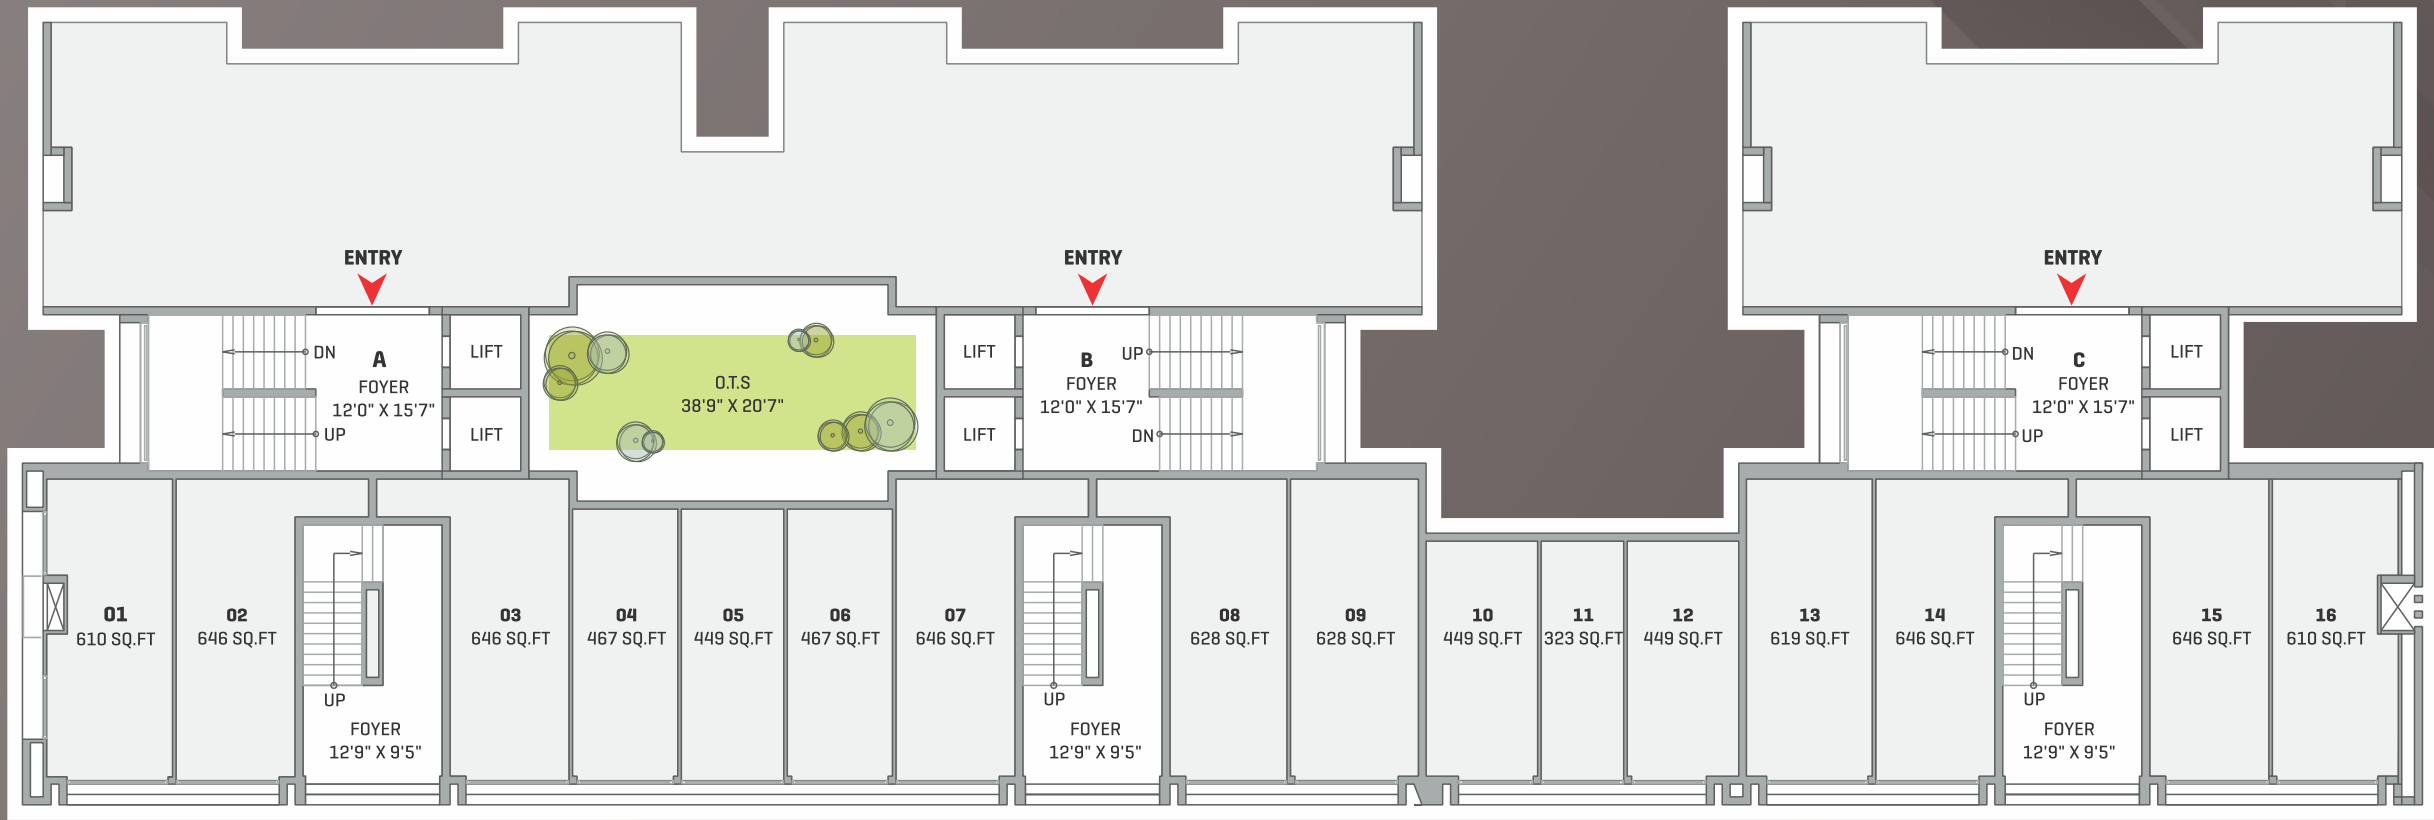 ENTRY
ENTRY
ENTRY
DN
A
FOYER
12'0" X 15'7"
UP
LIFT
LIFT
O.T.S
38'9" X 20'7"
LIFT
LIFT
B
FOYER
12'0" X 15'7"
UP
DN
DN
C
FOYER
12'0" X 15'7"
UP
LIFT
LIFT
01
610 SQ.FT
02
646 SQ.FT
UP
FOYER
12'9" X 9'5"
03
646 SQ.FT
04
467 SQ.FT
05
449 SQ.FT
06
467 SQ.FT
07
646 SQ.FT
UP
FOYER
12'9" X 9'5"
08
628 SQ.FT
09
628 SQ.FT
10
449 SQ.FT
11
323 SQ.FT
12
449 SQ.FT
13
619 SQ.FT
14
646 SQ.FT
UP
FOYER
12'9" X 9'5"
15
646 SQ.FT
16
610 SQ.FT